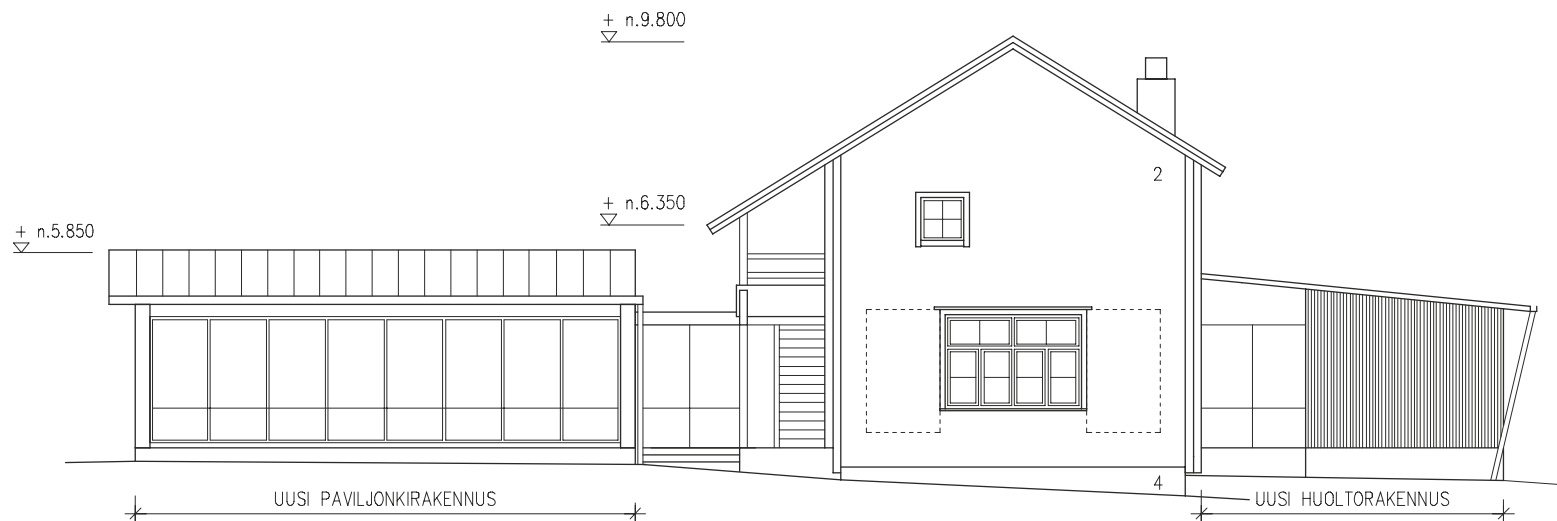 + n.9.800
2
+ n.6.350
+ n.5.850
4
UUSI PAVILJONKIRAKENNUS
UUSI HUOLTORAKENNUS